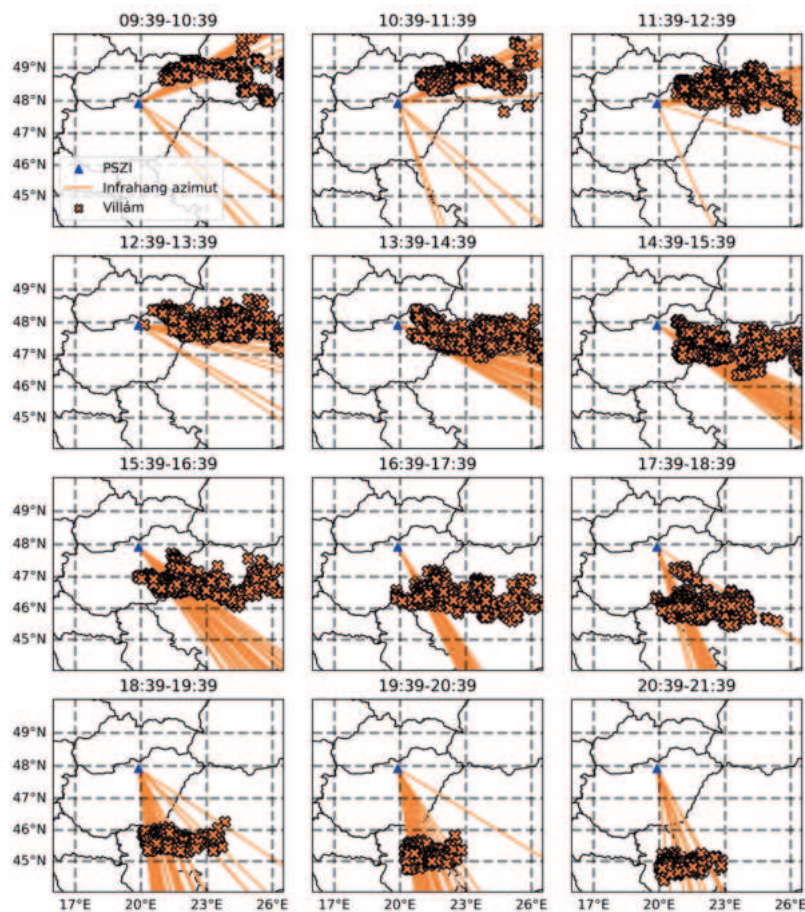 09:39-10:39 10:39-11:39 11:39-12:39
49°N
48°N
47°N
46°N
45°N
PSZI
Infrahang azimut
Villám
12:39-13:39 13:39-14:39 14:39-15:39
49°N
48°N
47°N
46°N
45°N
15:39-16:39 16:39-17:39 17:39-18:39
49°N
48°N
47°N
46°N
45°N
18:39-19:39 19:39-20:39 20:39-21:39
49°N
48°N
47°N
46°N
45°N
17°E 20°E 23°E 26°E 17°E 20°E 23°E 26°E 17°E 20°E 23°E 26°E